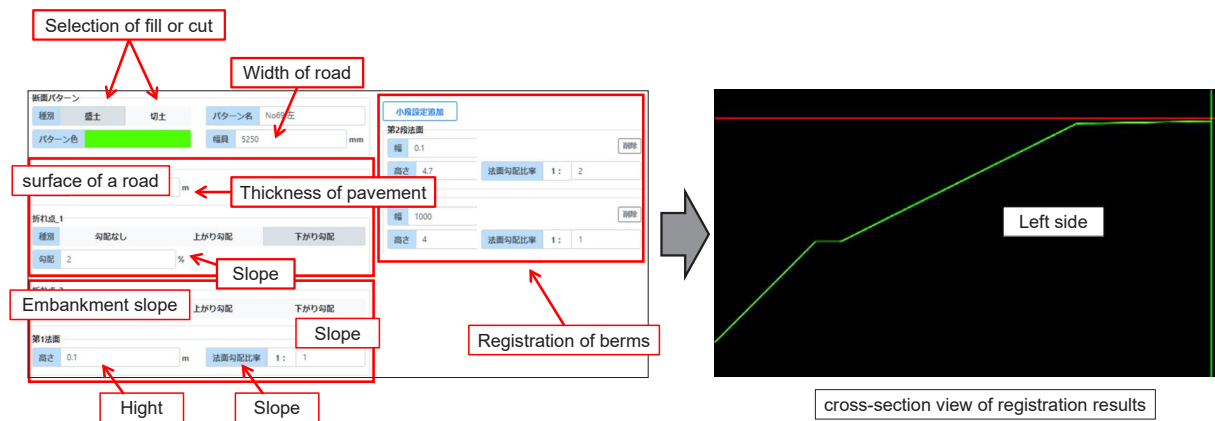 Selection of fill or cut
Width of road
断面パターン
種別 盛土 切土 パターン名 No69 左
パターン色 幅員 5250 mm
surface of a road
m
Thickness of pavement
折れ点_1
種別 勾配なし 上がり勾配 下がり勾配
勾配 2 %
Slope
Embankment slope
上がり勾配 下がり勾配
Slope
第1法面
高さ 0.1 m 法面勾配比率 1 : 1
Hight
Slope
小段設定追加
第2段法面
幅 0.1 削除
高さ 4.7 法面勾配比率 1 : 2
幅 1000 削除
高さ 4 法面勾配比率 1 : 1
Registration of berms
Left side
cross-section view of registration results